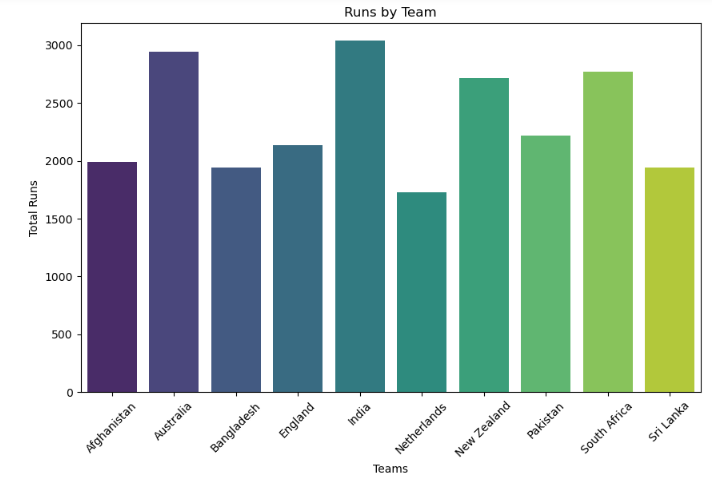 Runs by Team
Total Runs
3000
2500
2000
1500
1000
500
0
Afghanistan
Australia
Bangladesh
England
India
Netherlands
New Zealand
Pakistan
South Africa
Sri Lanka
Teams